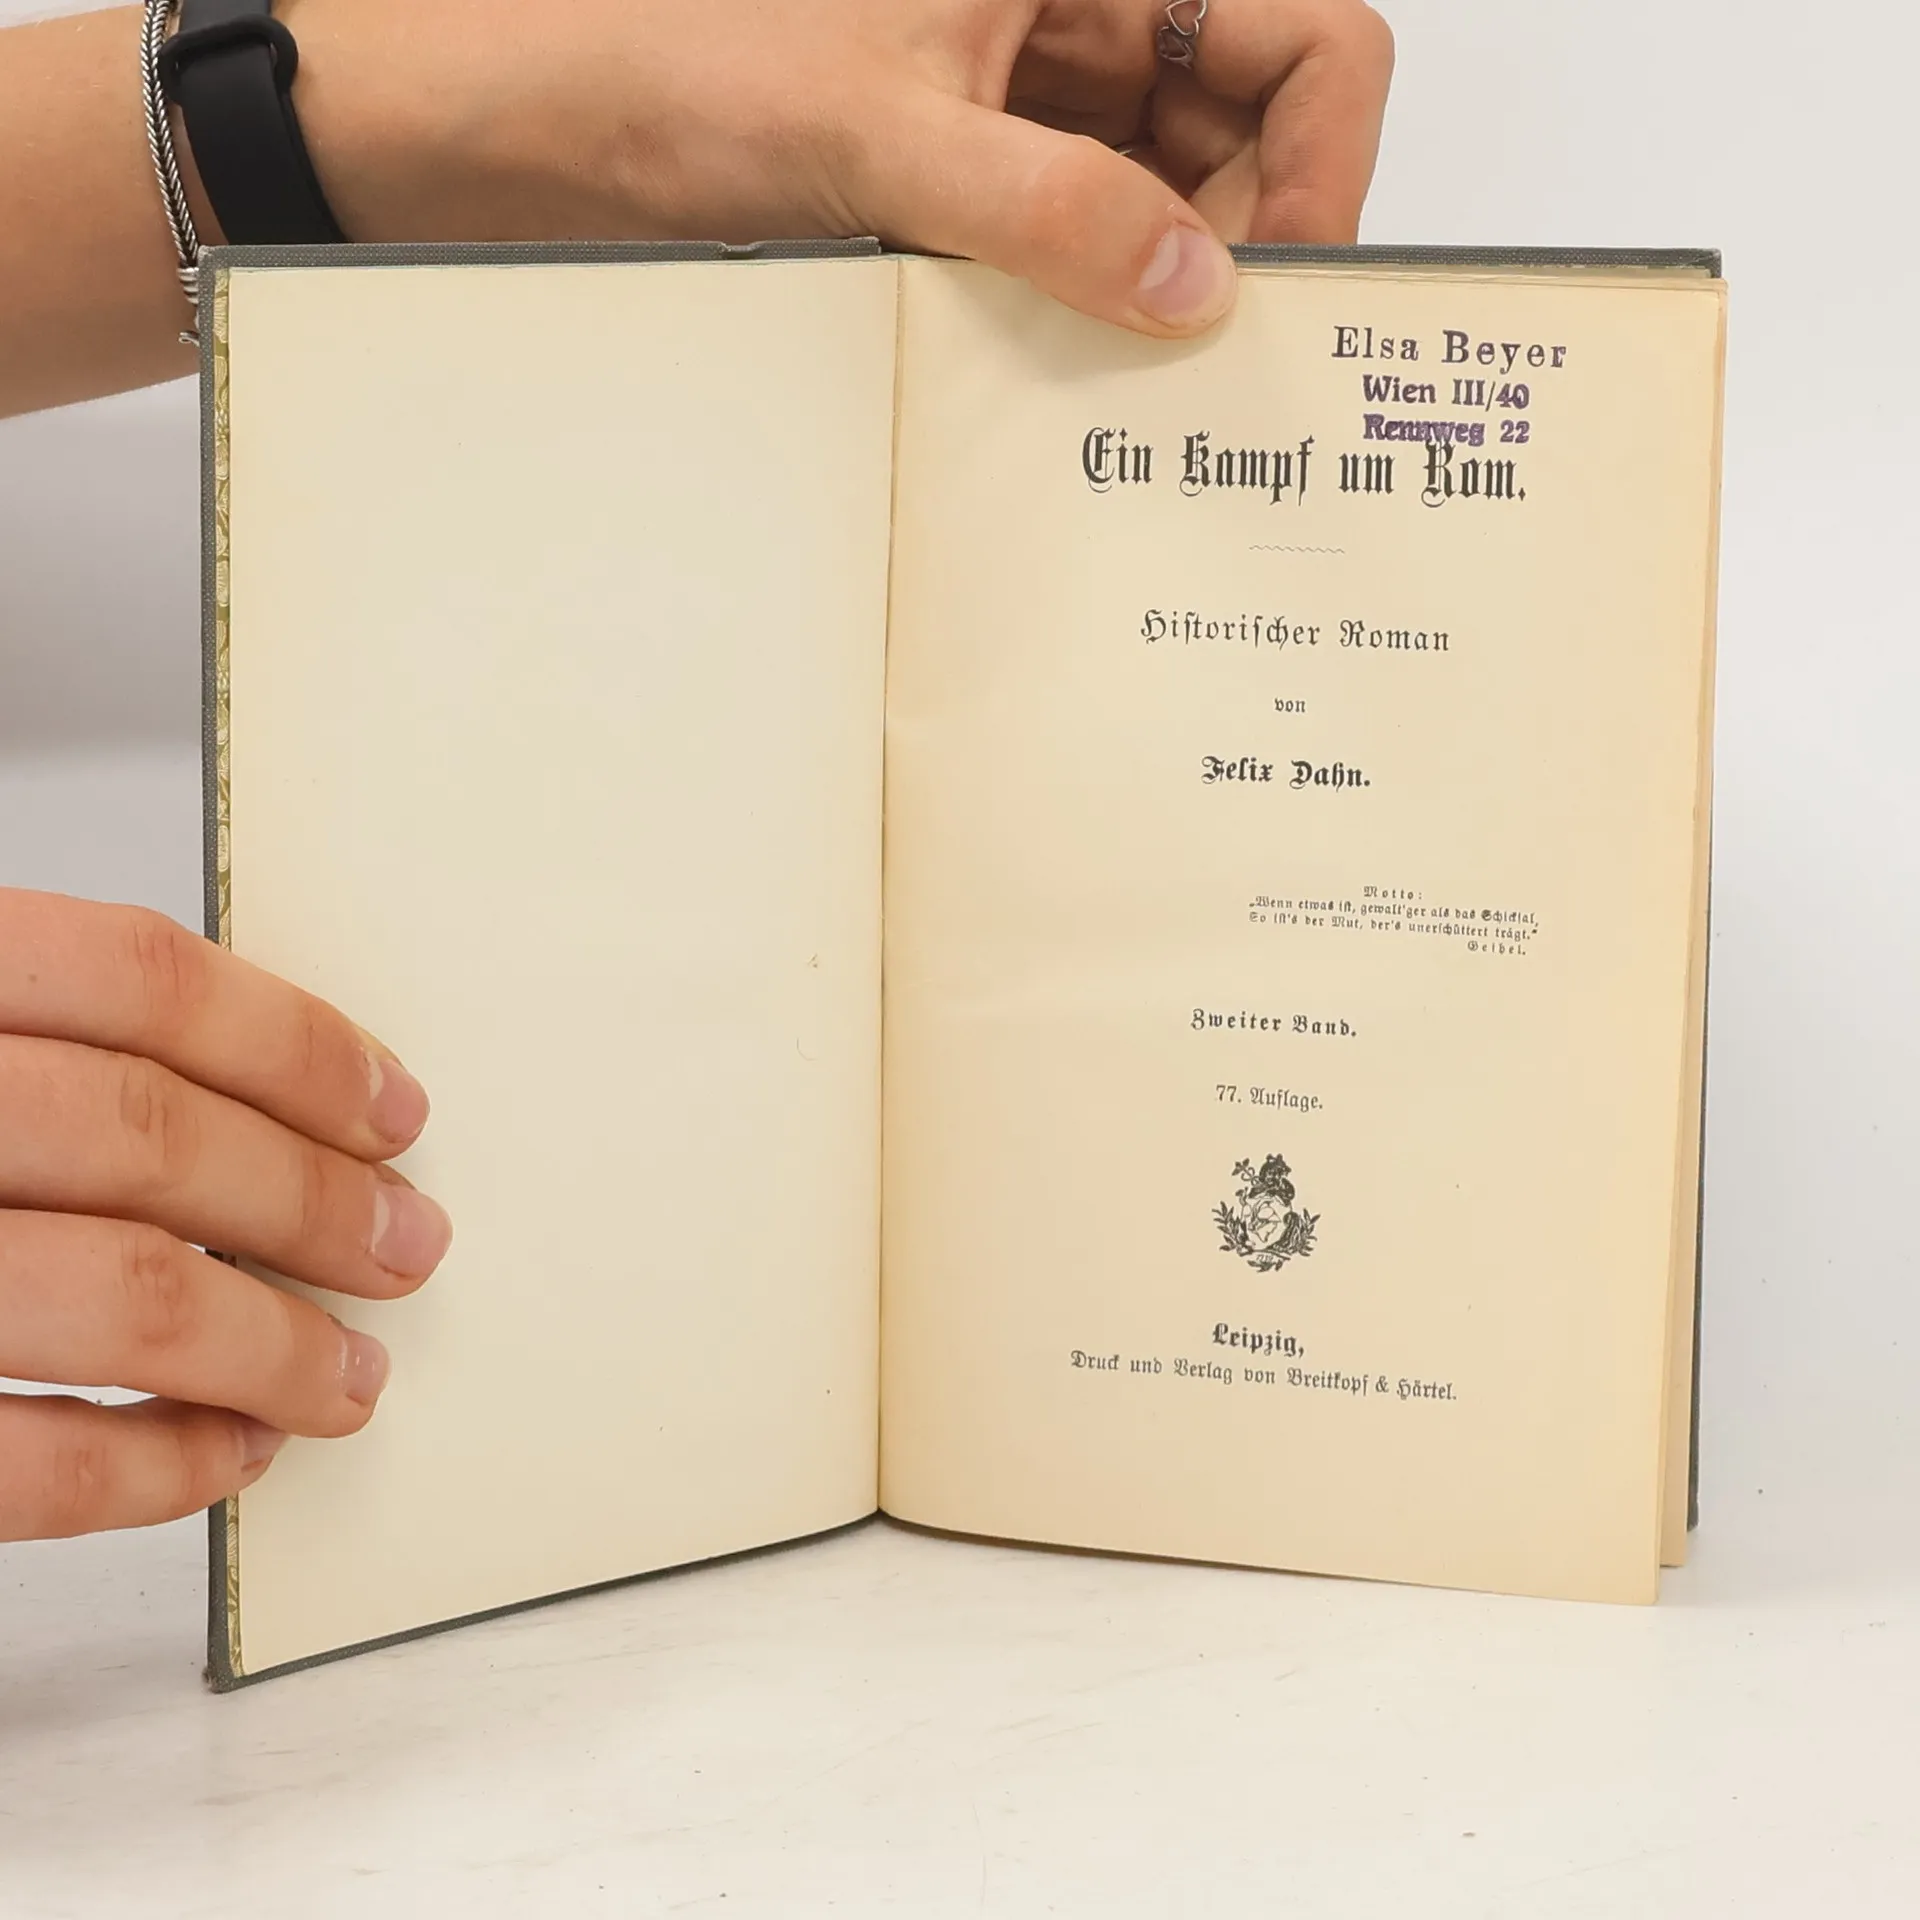 Elsa Beyer
Wien III/40
Rennweg 22
Ein Kampf um Rom.
Historischer Roman
von
Felix Dahn.
Motto:
„Wenn etwas ist, gewalt'ger als das Schicksal,
So ist's der Mut, der's unerschüttert trägt.“
Geibel.
Zweiter Band.
77. Auflage.
Leipzig,
Druck und Verlag von Breitkopf & Härtel.